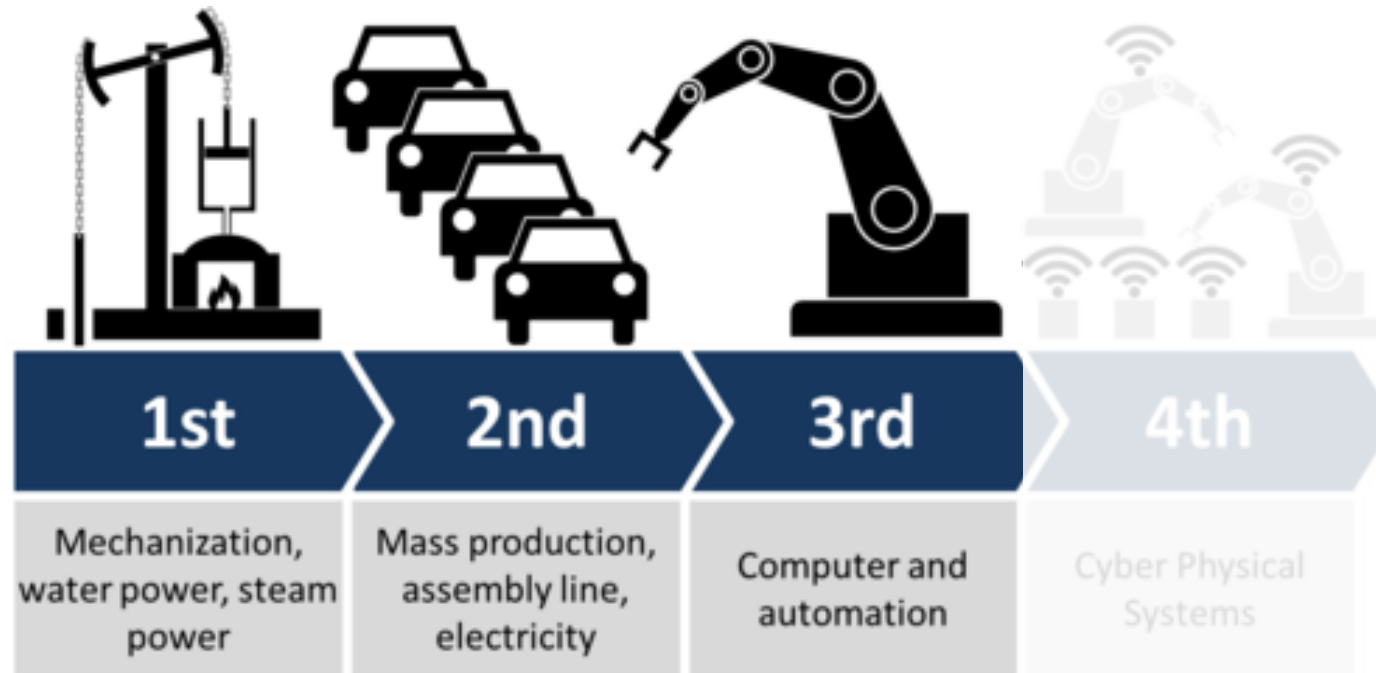 1st
2nd
3rd
4th
Mechanization,
water power, steam
power
Mass production,
assembly line,
electricity
Computer and
automation
Cyber Physical
Systems